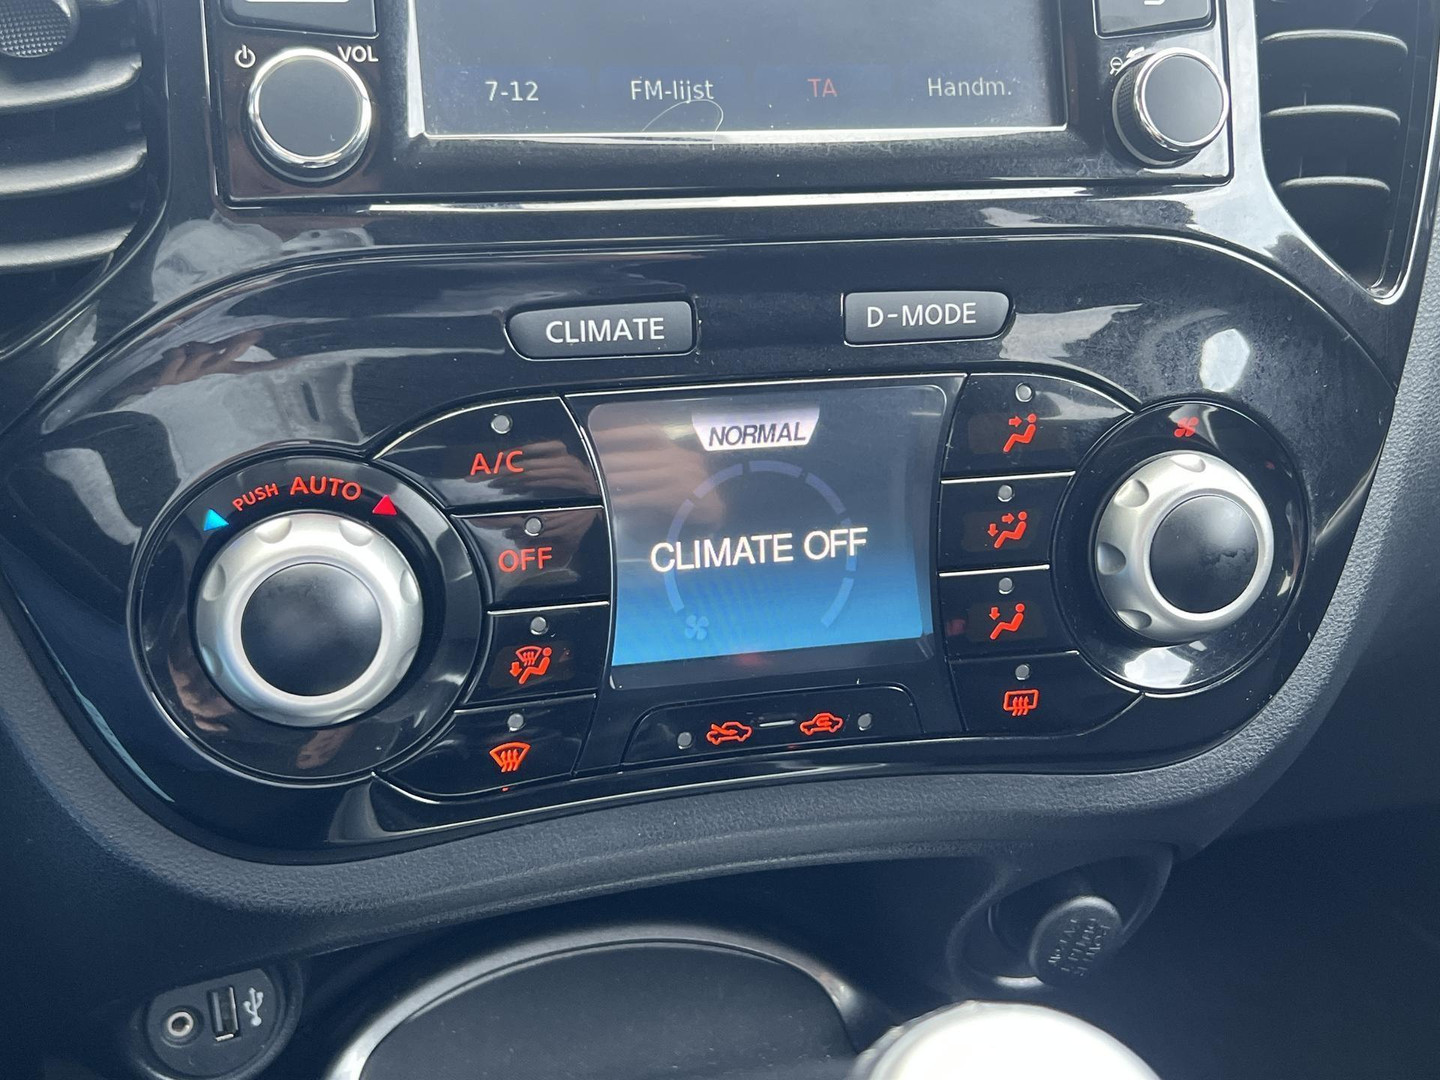 VOL
7-12 FM-lijst TA Handm.
CLIMATE
D-MODE
NORMAL
A/C
PUSH AUTO
OFF
CLIMATE OFF